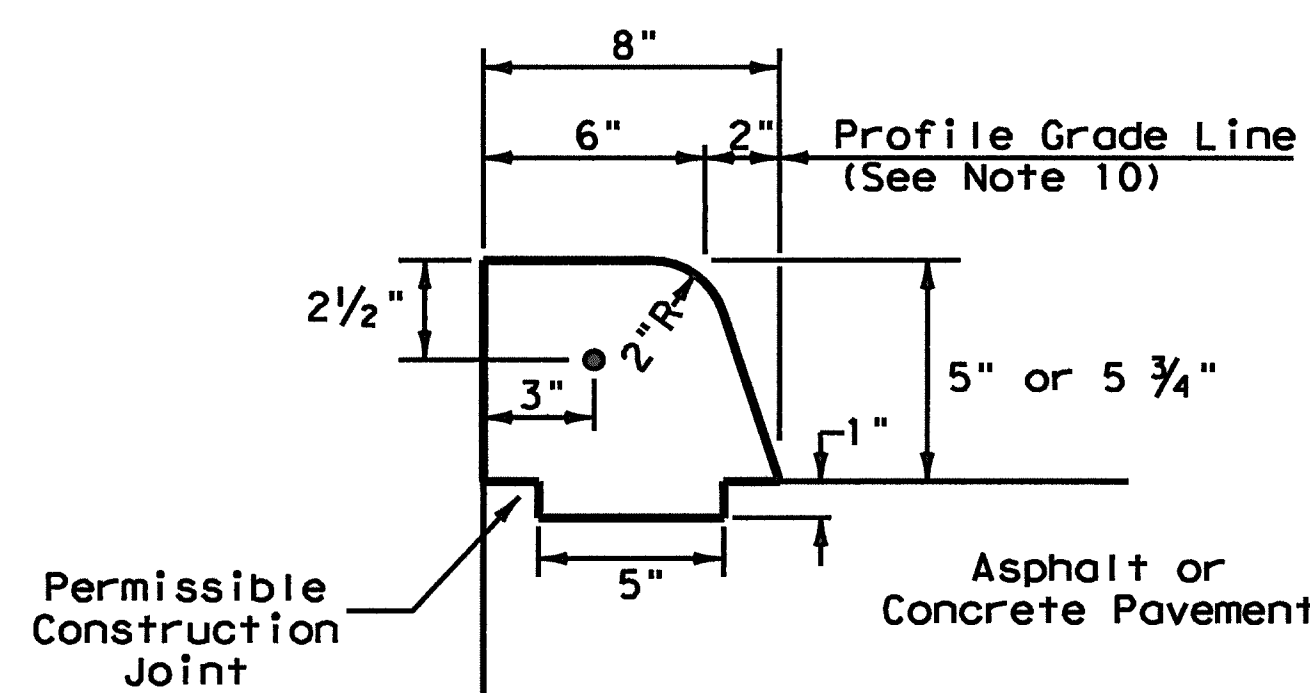 8"
6"
2"
Profile Grade Line
(See Note 10)
2½"
2"R
3"
5" or 5 ¾"
1"
5"
Asphalt or
Concrete Pavement
Permissible
Construction
Joint